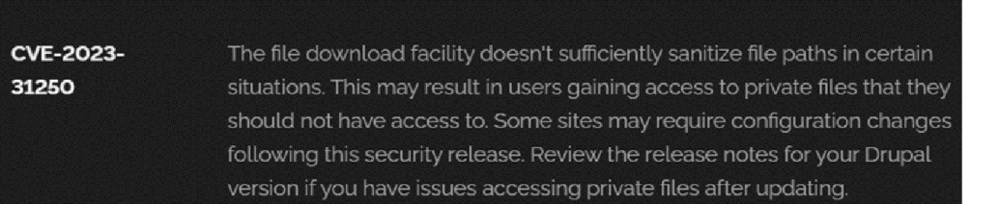 CVE-2023-
31250
The file download facility doesn't sufficiently sanitize file paths in certain
situations. This may result in users gaining access to private files that they
should not have access to. Some sites may require configuration changes
following this security release. Review the release notes for your Drupal
version if you have issues accessing private files after updating.